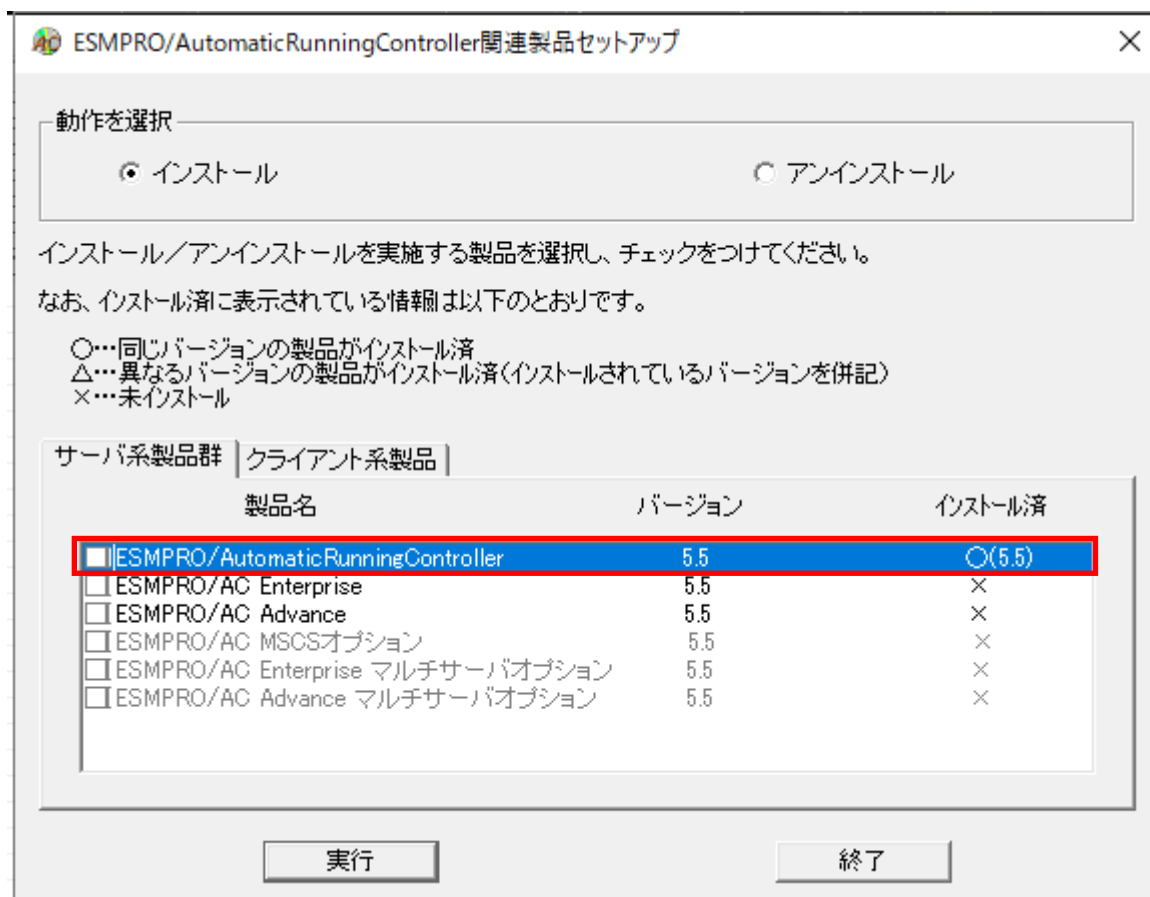 ESMPRO/AutomaticRunningController関連製品セットアップ
動作を選択
インストール アンインストール
インストール／アンインストールを実施する製品を選択し、チェックをつけてください。
なお、インストール済に表示されている情報は以下のとおりです。
○…同じバージョンの製品がインストール済
△…異なるバージョンの製品がインストール済(インストールされているバージョンを併記)
×…未インストール
サーバ系製品群 クライアント系製品
製品名 バージョン インストール済
ESMPRO/AutomaticRunningController 5.5 ○(5.5)
ESMPRO/AC Enterprise 5.5 ×
ESMPRO/AC Advance 5.5 ×
ESMPRO/AC MSCSオプション 5.5 ×
ESMPRO/AC Enterprise マルチサーバオプション 5.5 ×
ESMPRO/AC Advance マルチサーバオプション 5.5 ×
実行 終了